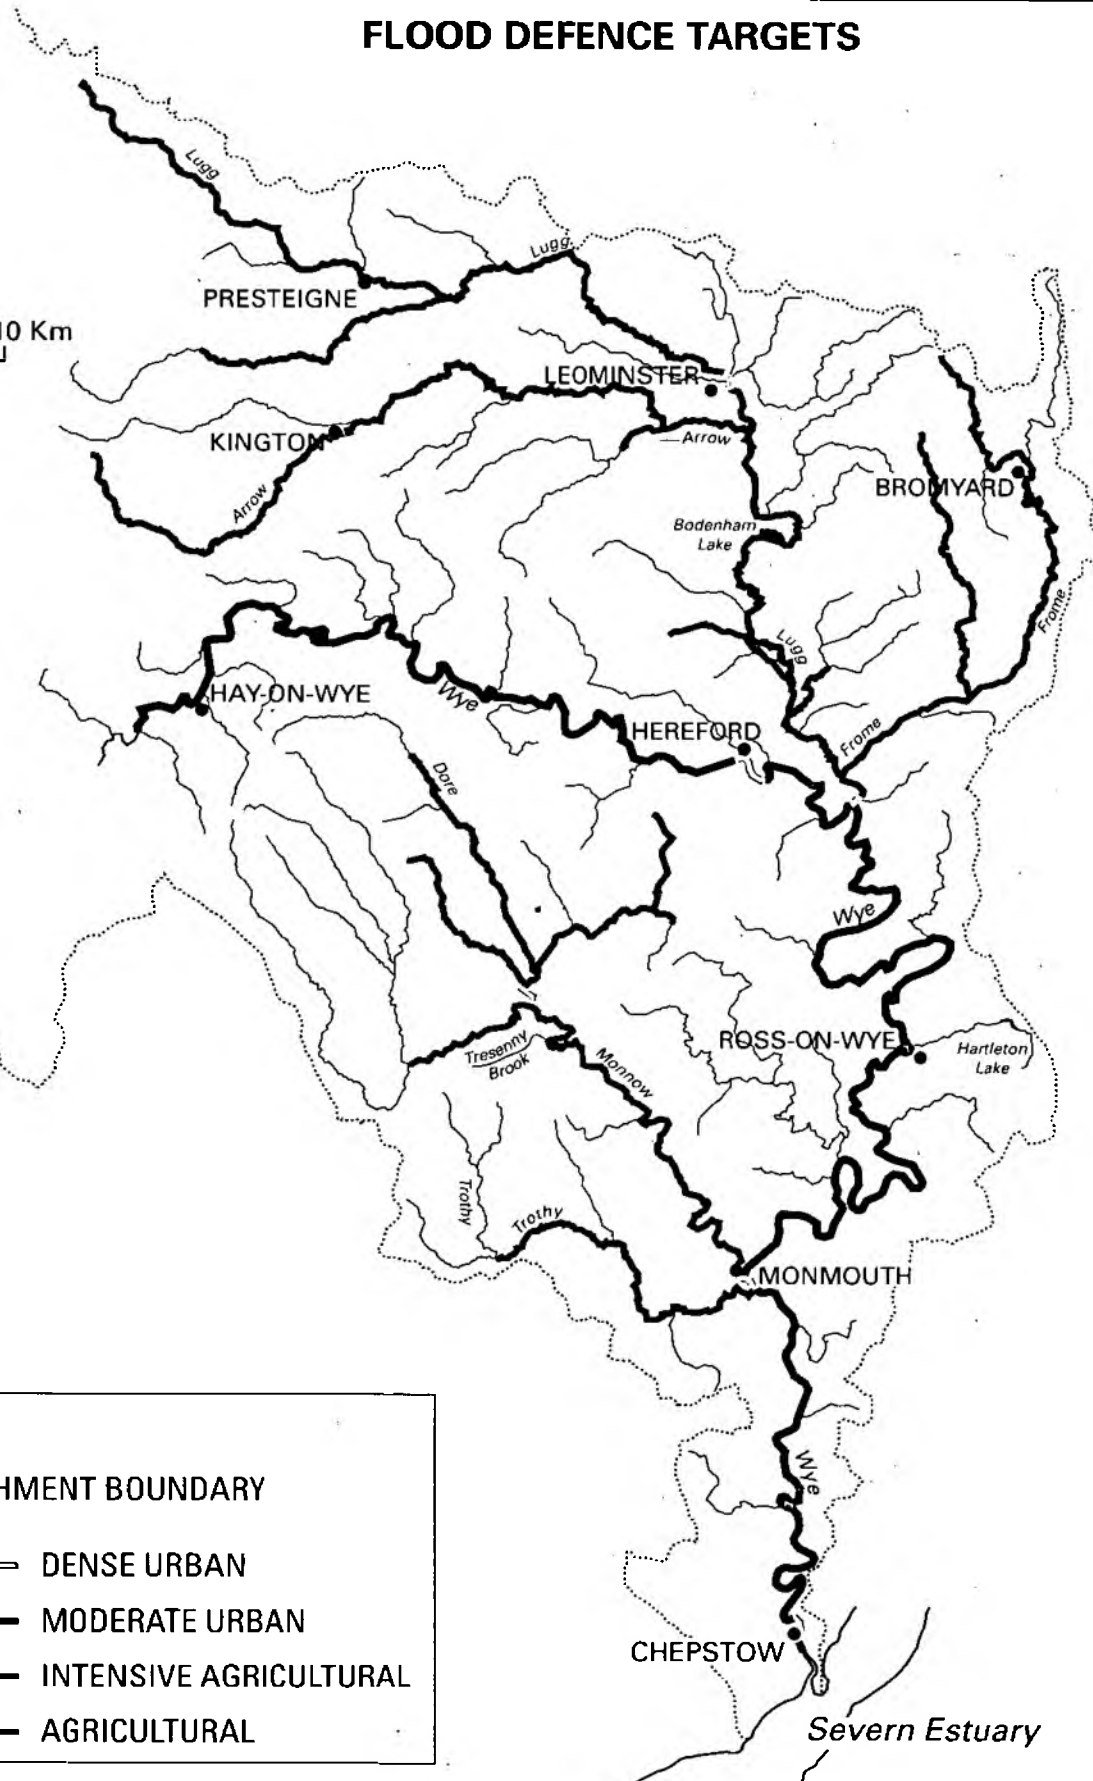 FLOOD DEFENCE TARGETS
Lugg
Lugg
PRESTEIGNE
10 Km
LEOMINSTER
KINGTON
Arrow
Arrow
BROMYARD
Bodenham
Lake
Frome
Lugg
HAY-ON-WYE
Wye
HEREFORD
Frome
Dore
Wye
ROSS-ON-WYE
Hartleton
Lake
Tresenny
Brook
Monnow
Trothy
Trothy
MONMOUTH
Wye
HMENT BOUNDARY
DENSE URBAN
MODERATE URBAN
INTENSIVE AGRICULTURAL
AGRICULTURAL
CHEPSTOW
Severn Estuary